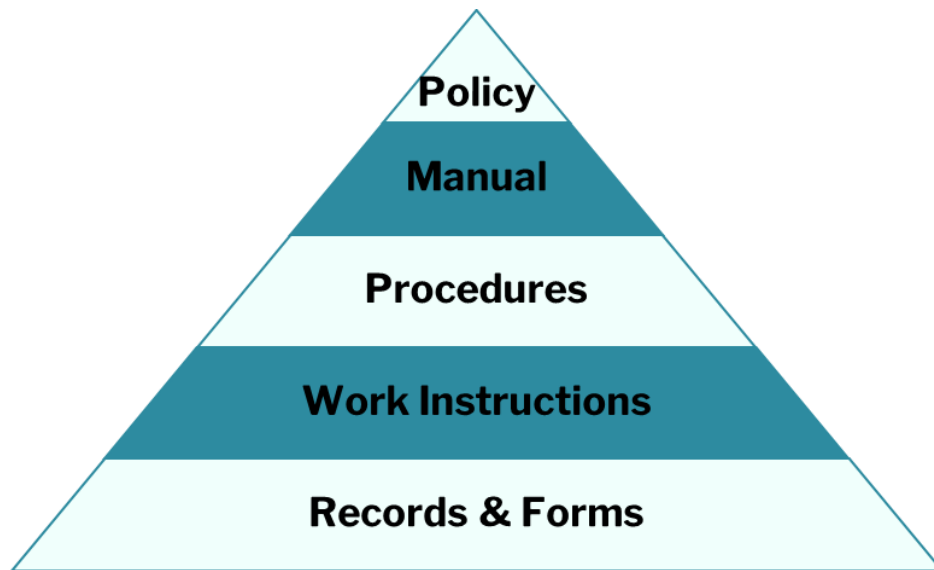 Policy
Manual
Procedures
Work Instructions
Records & Forms